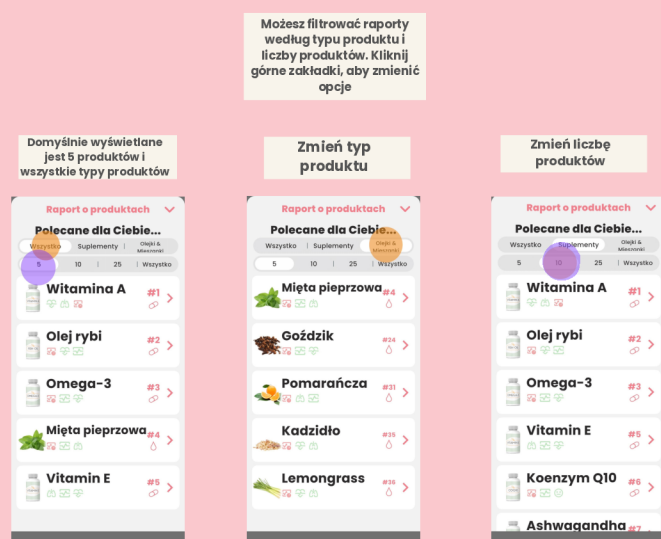 Możesz filtrować raporty
według typu produktu i
liczby produktów. Kliknij
górne zakładki, aby zmienić
opcje
Domyślnie wyświetlane
jest 5 produktów i
wszystkie typy produktów
Raport o produktach
Polecane dla Ciebie...
Wszystko Suplementy | Olejki &
Mieszanki
5 10 | 25 | Wszystko
Witamina A #1
Olej rybi #2
Omega-3 #3
Mięta pieprzowa #4
Vitamin E #5
Zmień typ
produktu
Raport o produktach
Polecane dla Ciebie...
Wszystko | Suplementy Olejki &
Mieszanki
5 10 | 25 | Wszystko
Mięta pieprzowa #4
Goździk #24
Pomarańcza #31
Kadzidło #35
Lemongrass #36
Zmień liczbę
produktów
Raport o produktach
Polecane dla Ciebie...
Wszystko Suplementy Olejki &
Mieszanki
5 10 25 | Wszystko
Witamina A #1
Olej rybi #2
Omega-3 #3
Vitamin E #5
Koenzym Q10 #6
Ashwagandha #7